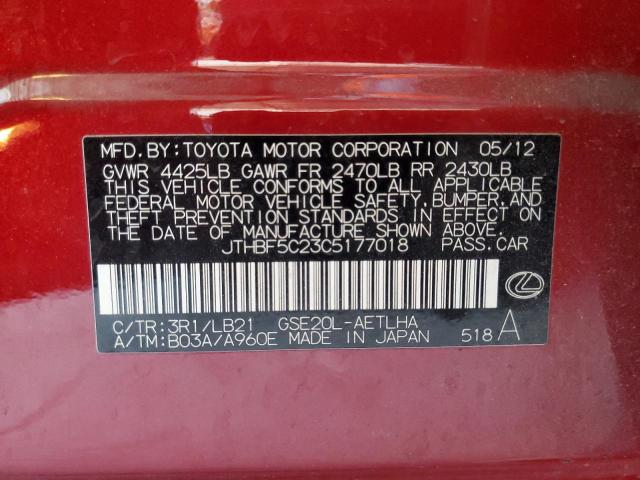 MFD.BY:TOYOTA MOTOR CORPORATION 05/12
GVWR 4425LB GAWR FR 2470LB RR 2430LB
THIS VEHICLE CONFORMS TO ALL APPLICABLE
FEDERAL MOTOR VEHICLE SAFETY,BUMPER,AND
THEFT PREVENTION STANDARDS IN EFFECT ON
THE DATE OF MANUFACTURE SHOWN ABOVE.
JTHBF5C23C5177018 PASS.CAR
C/TR:3R1/LB21 GSE20L-AETLHA
A/TM:B03A/A960E MADE IN JAPAN 518 A